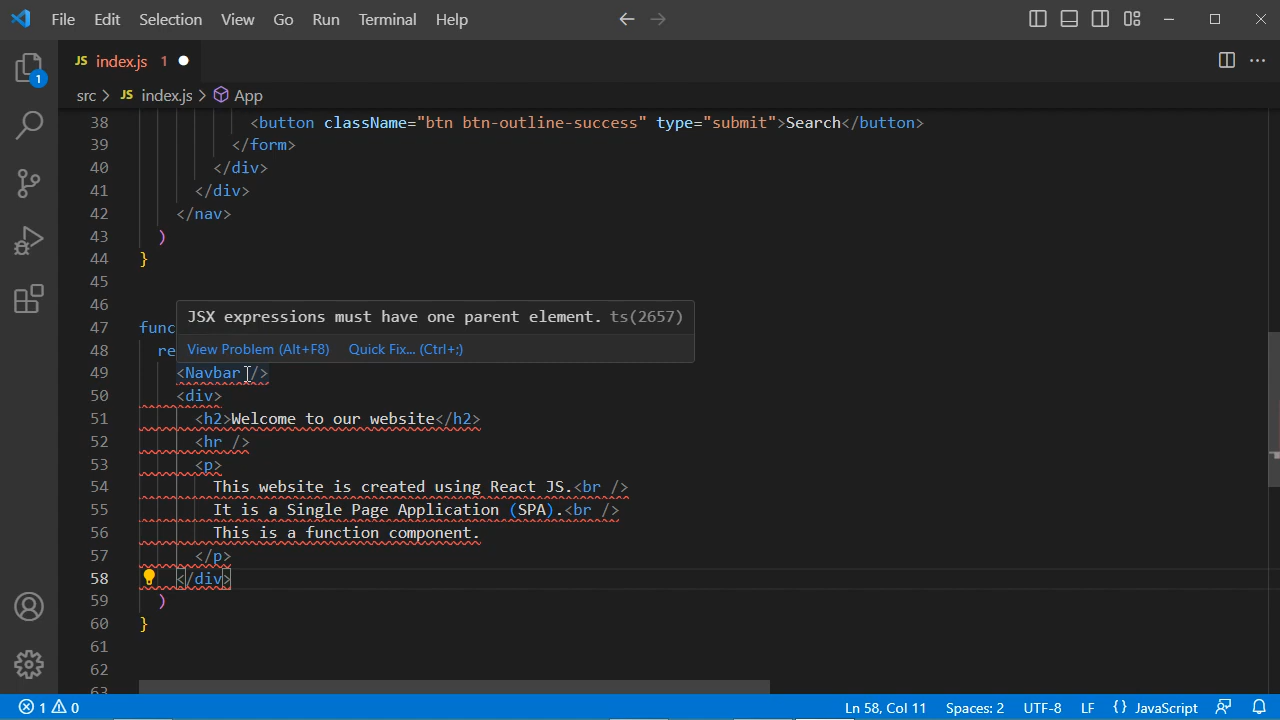 File Edit Selection View Go Run Terminal Help
1
JS index.js 1
src JS index.js App
38 <button className="btn btn-outline-success" type="submit">Search</button>
39 </form>
40 </div>
41 </div>
42 </nav>
43 )
44 }
45
46
JSX expressions must have one parent element. ts(2657)
47 func
View Problem (Alt+F8) Quick Fix... (Ctrl+;)
48 re
49 <Navbar />
50 <div>
51 <h2>Welcome to our website</h2>
52 <hr />
53 <p>
54 This website is created using React JS.<br />
55 It is a Single Page Application (SPA).<br />
56 This is a function component.
57 </p>
58 </div>
59 )
60 }
61
62
63
1 0 Ln 58, Col 11 Spaces: 2 UTF-8 LF {} JavaScript